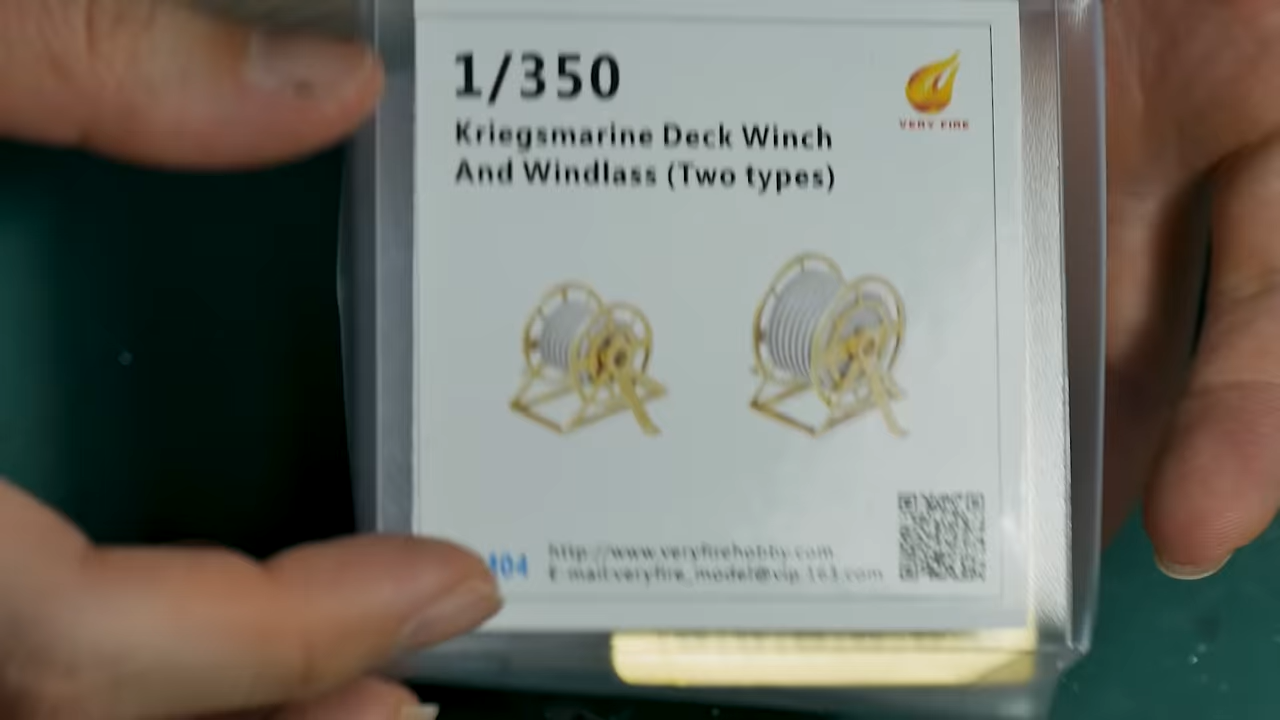 1/350
VERY FIRE
Kriegsmarine Deck Winch
And Windlass (Two types)
404
http://www.veryfirehobby.com
E-mail:veryfire_model@vip.163.com